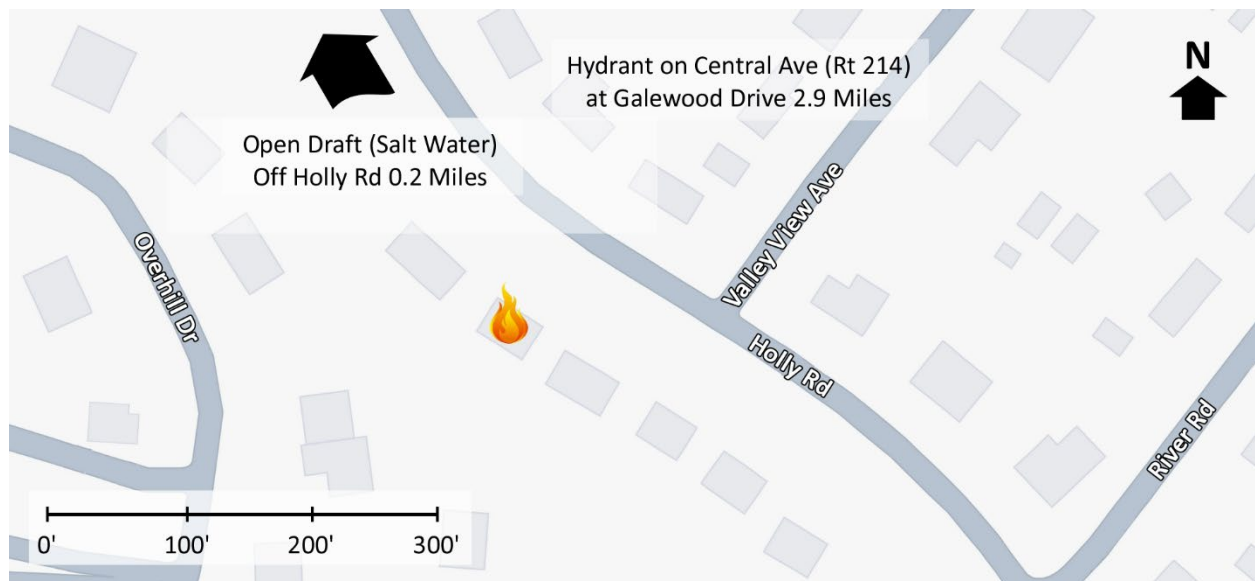 Hydrant on Central Ave (Rt 214)
at Galewood Drive 2.9 Miles
N
Open Draft (Salt Water)
Off Holly Rd 0.2 Miles
Overhill Dr
Valley View Ave
Holly Rd
River Rd
0' 100' 200' 300'